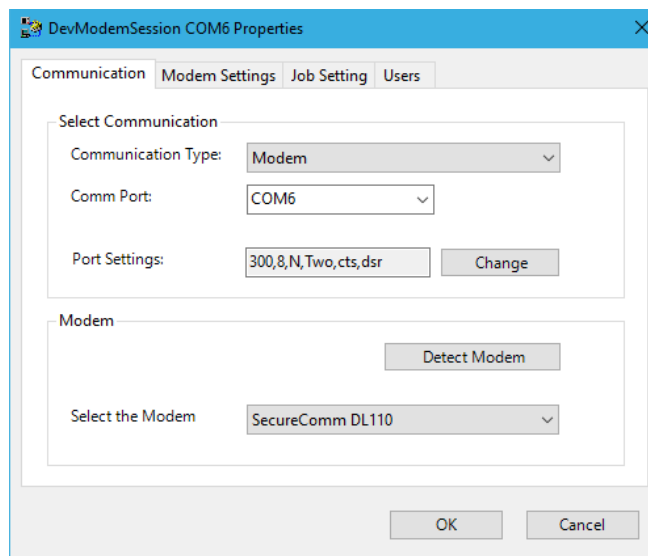 DevModemSession COM6 Properties
Communication Modem Settings Job Setting Users
Select Communication
Communication Type: Modem
Comm Port: COM6
Port Settings: 300,8,N,Two,cts,dsr Change
Modem
Detect Modem
Select the Modem SecureComm DL110
OK Cancel